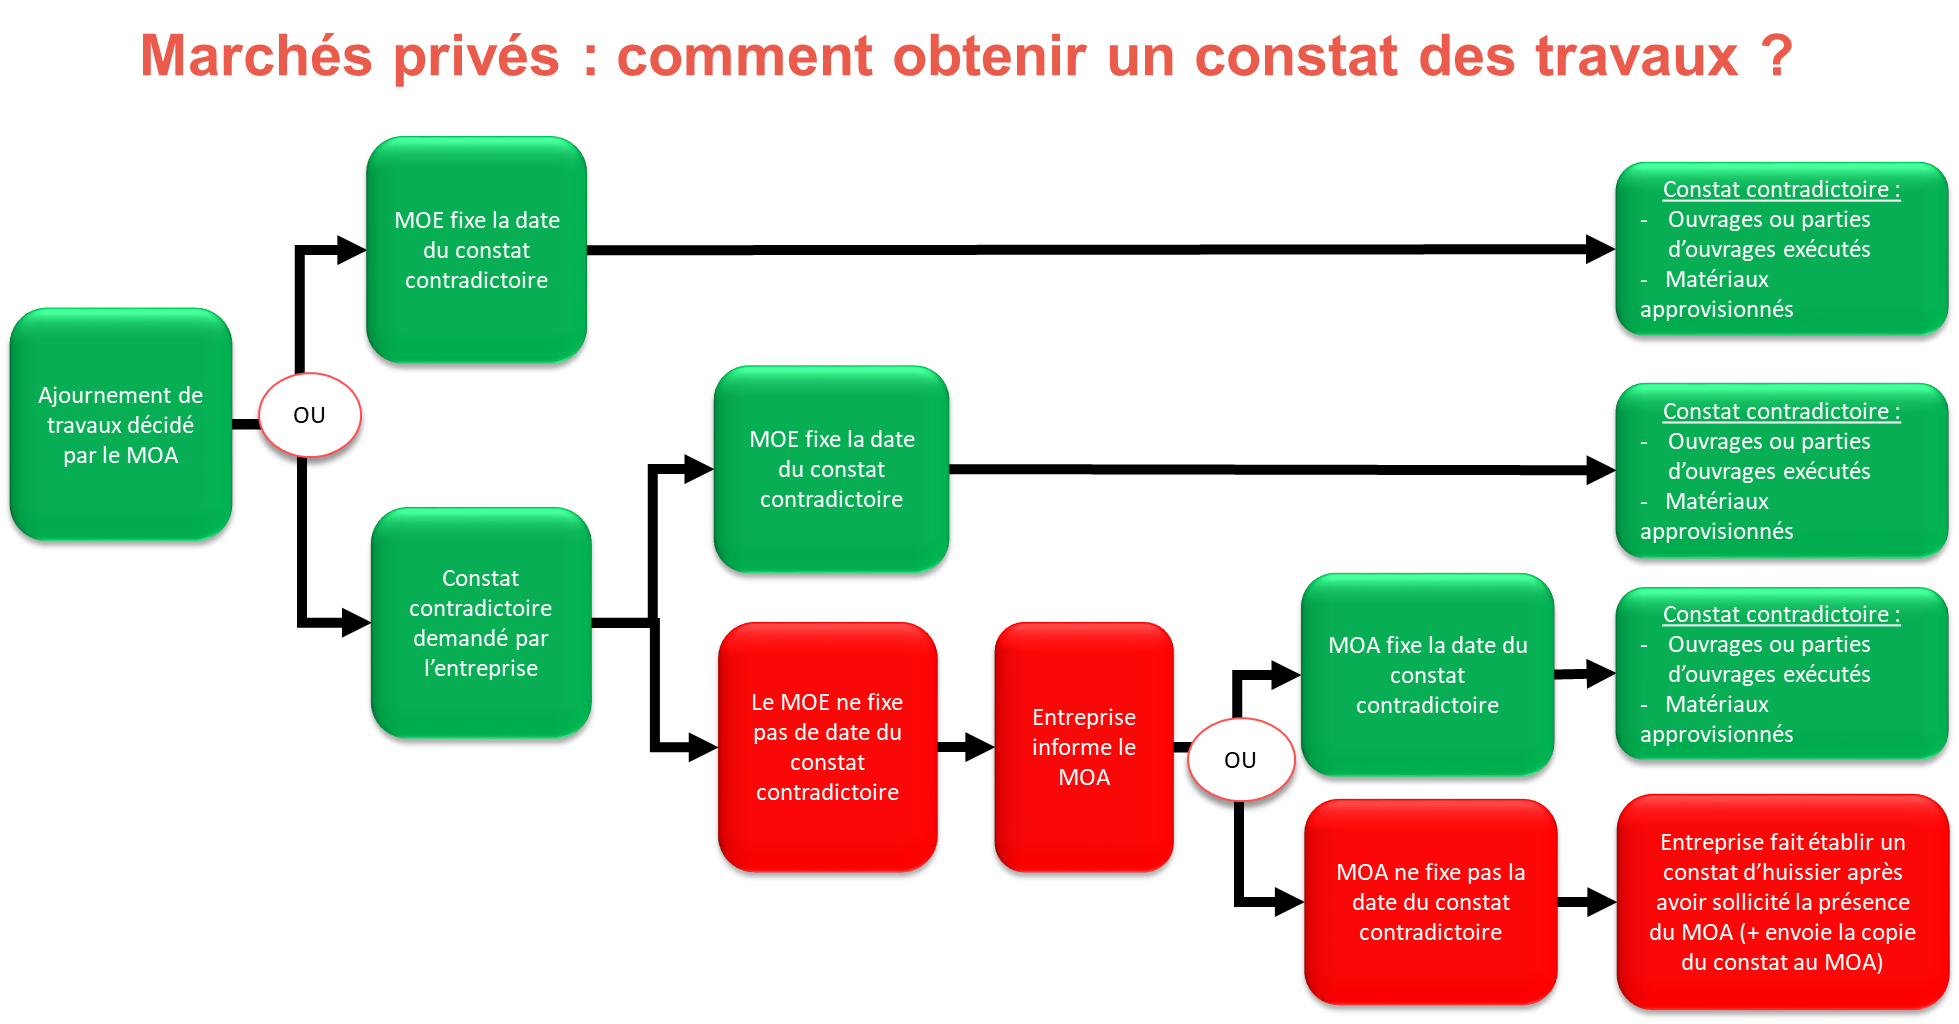 Marchés privés : comment obtenir un constat des travaux ?
MOE fixe la date
du constat
contradictoire
Constat contradictoire :
- Ouvrages ou parties
d’ouvrages exécutés
- Matériaux
approvisionnés
Ajournement de
travaux décidé
par le MOA
OU
MOE fixe la date
du constat
contradictoire
Constat contradictoire :
- Ouvrages ou parties
d’ouvrages exécutés
- Matériaux
approvisionnés
Constat
contradictoire
demandé par
l’entreprise
Le MOE ne fixe
pas de date du
constat
contradictoire
Entreprise
informe le
MOA
OU
MOA fixe la date du
constat
contradictoire
Constat contradictoire :
- Ouvrages ou parties
d’ouvrages exécutés
- Matériaux
approvisionnés
MOA ne fixe pas la
date du constat
contradictoire
Entreprise fait établir un
constat d’huissier après
avoir sollicité la présence
du MOA (+ envoie la copie
du constat au MOA)